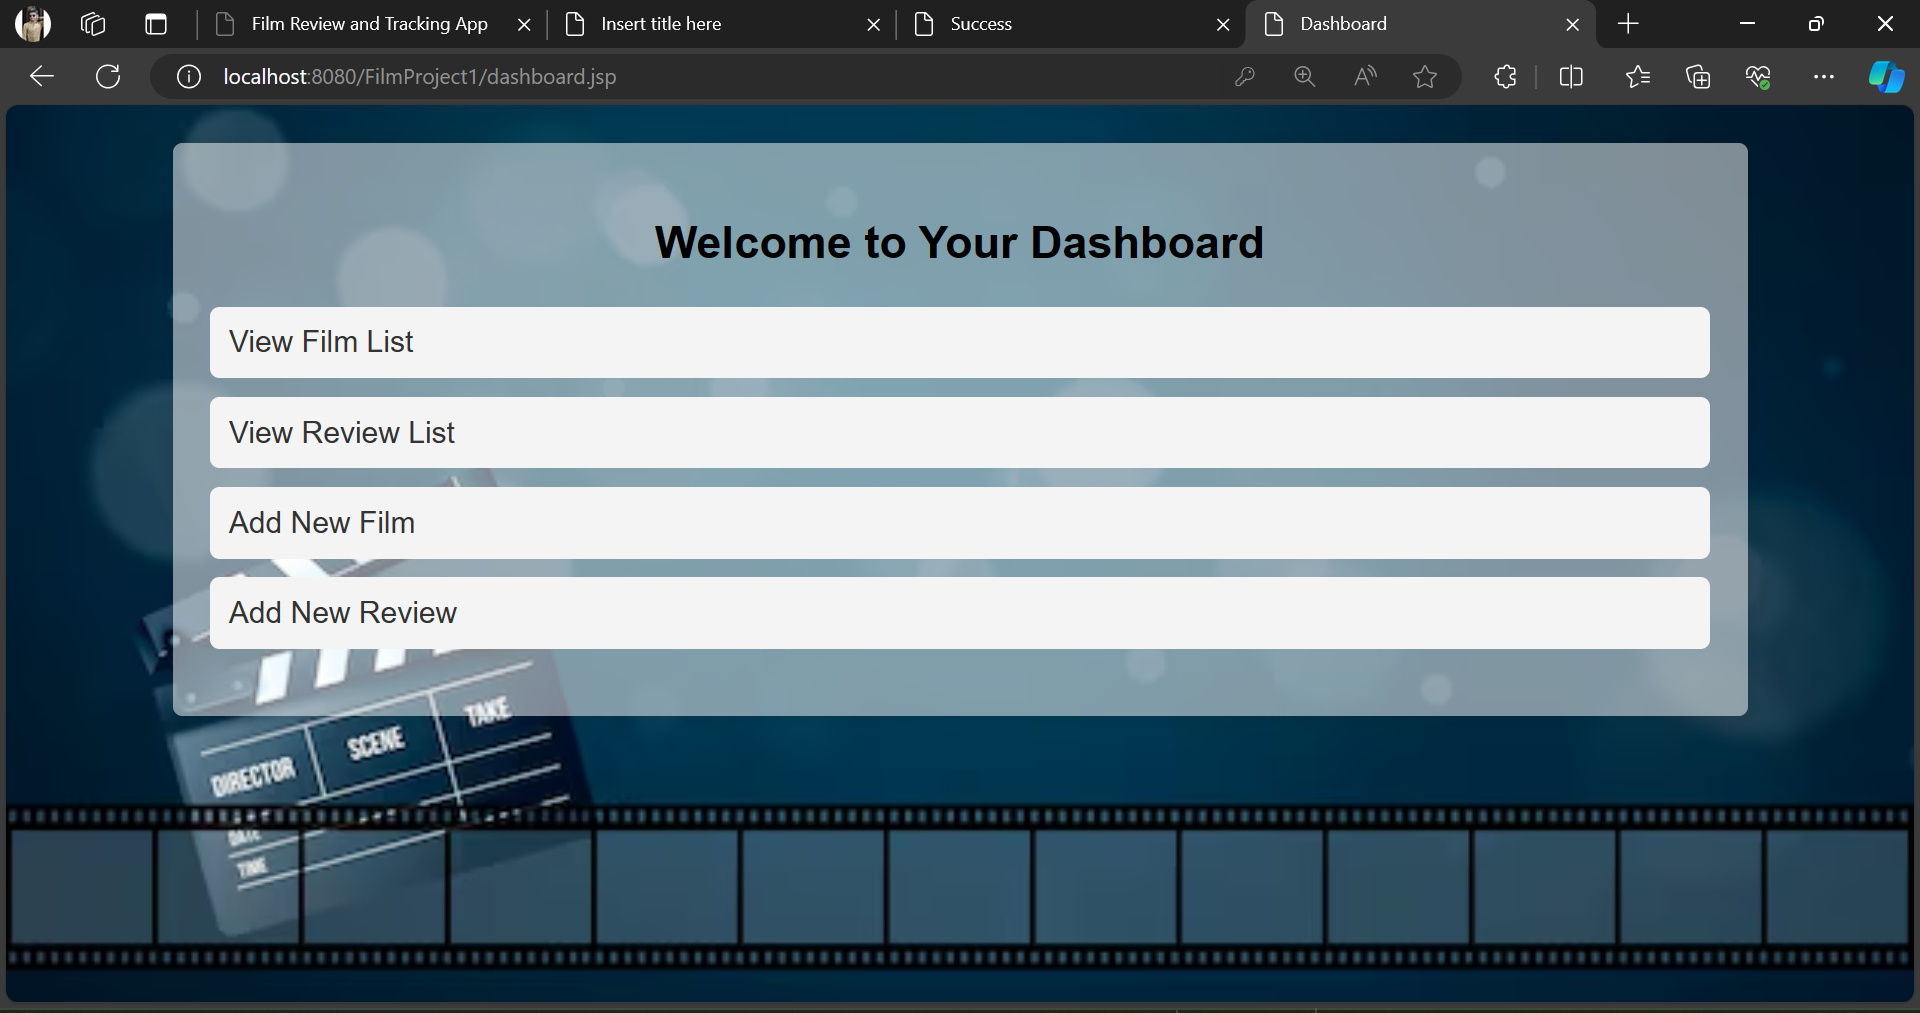 Film Review and Tracking App
Insert title here
Success
Dashboard
localhost:8080/FilmProject1/dashboard.jsp
Welcome to Your Dashboard
View Film List
View Review List
Add New Film
Add New Review
DIRECTOR
SCENE
TAKE
DATE
TIME